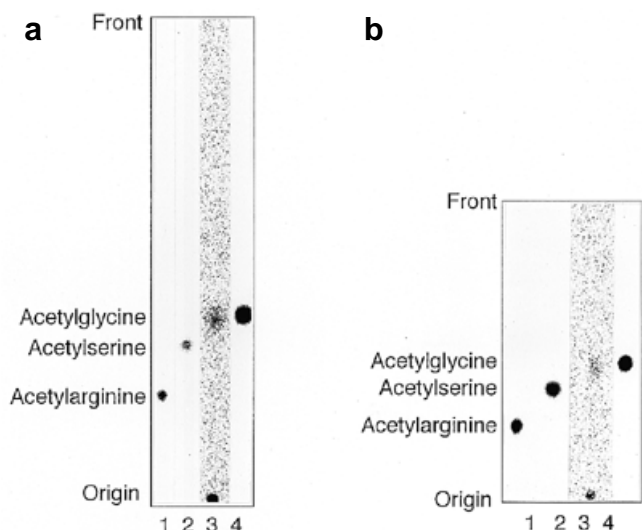 a
Front
Acetylglycine
Acetylserine
Acetylarginine
Origin
1 2 3 4
b
Front
Acetylglycine
Acetylserine
Acetylarginine
Origin
1 2 3 4